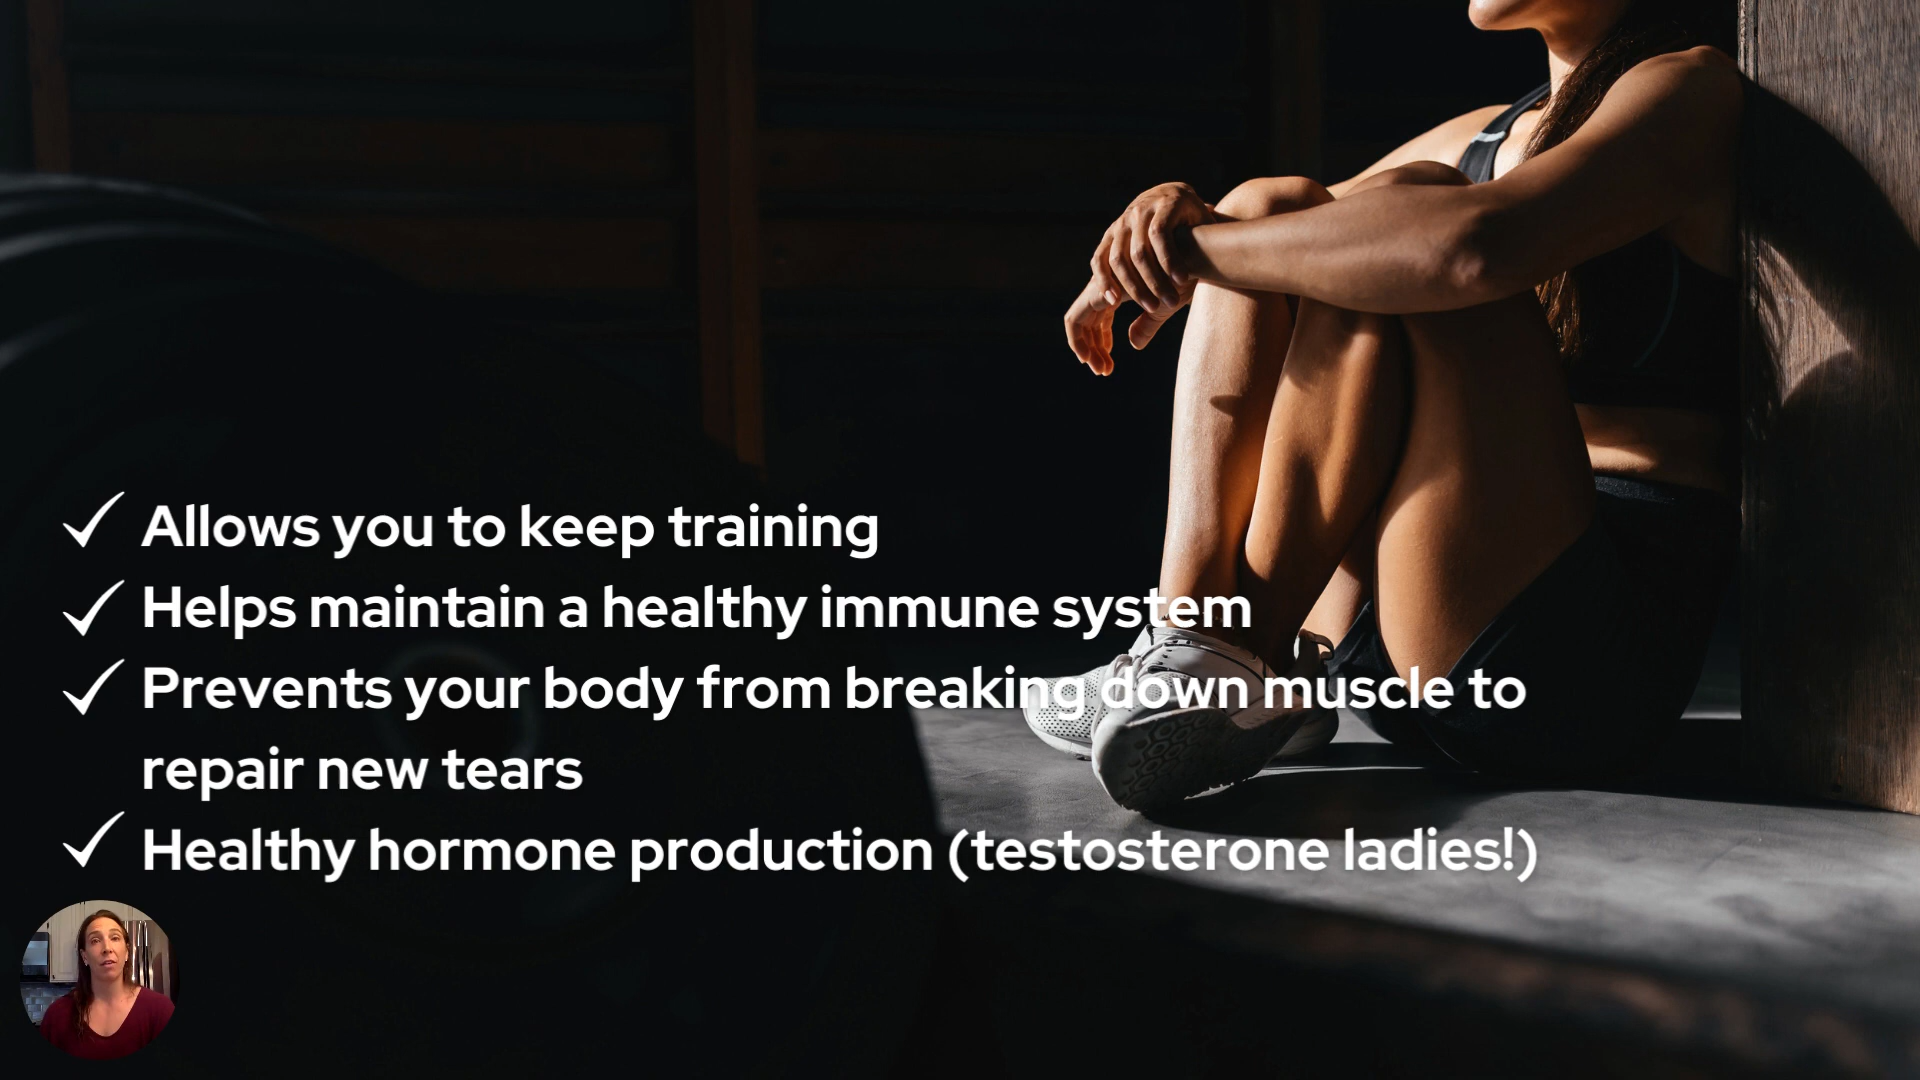 Allows you to keep training
Helps maintain a healthy immune system
Prevents your body from breaking down muscle to
repair new tears
Healthy hormone production (testosterone ladies!)